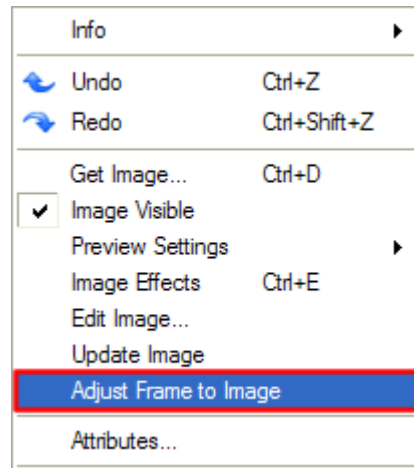 Info
Undo Ctrl+Z
Redo Ctrl+Shift+Z
Get Image... Ctrl+D
Image Visible
Preview Settings
Image Effects Ctrl+E
Edit Image...
Update Image
Adjust Frame to Image
Attributes...